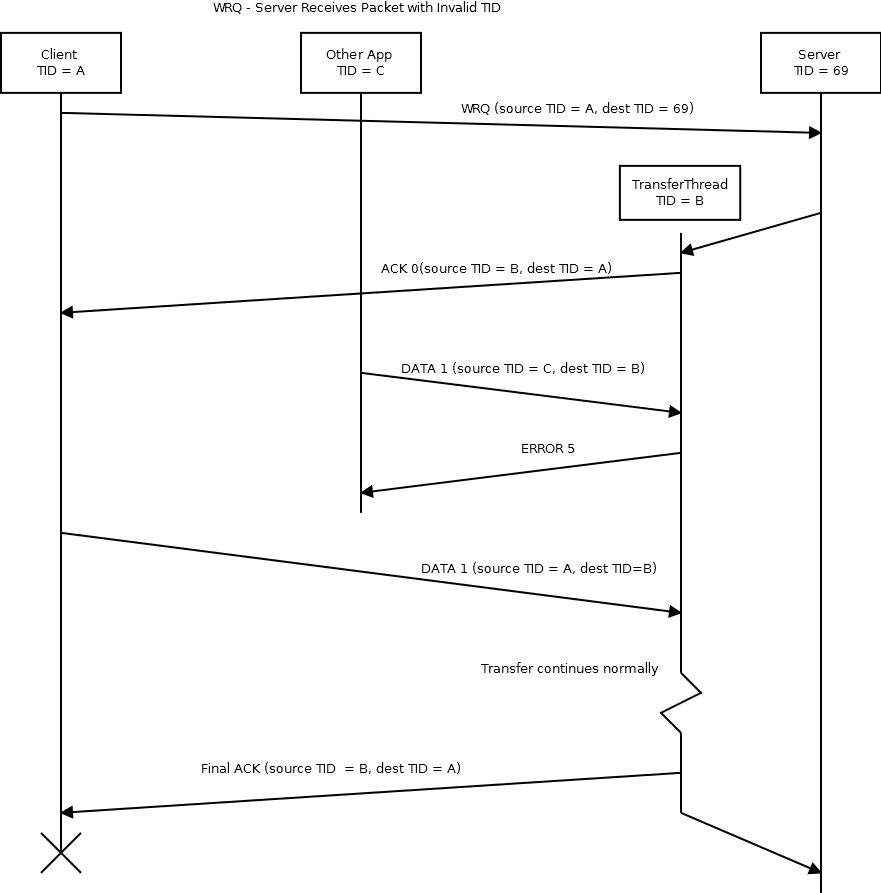 WRQ - Server Receives Packet with Invalid TID
Client
TID = A
Other App
TID = C
Server
TID = 69
WRQ (source TID = A, dest TID = 69)
TransferThread
TID = B
ACK 0(source TID = B, dest TID = A)
DATA 1 (source TID = C, dest TID = B)
ERROR 5
DATA 1 (source TID = A, dest TID=B)
Transfer continues normally
Final ACK (source TID  = B, dest TID = A)